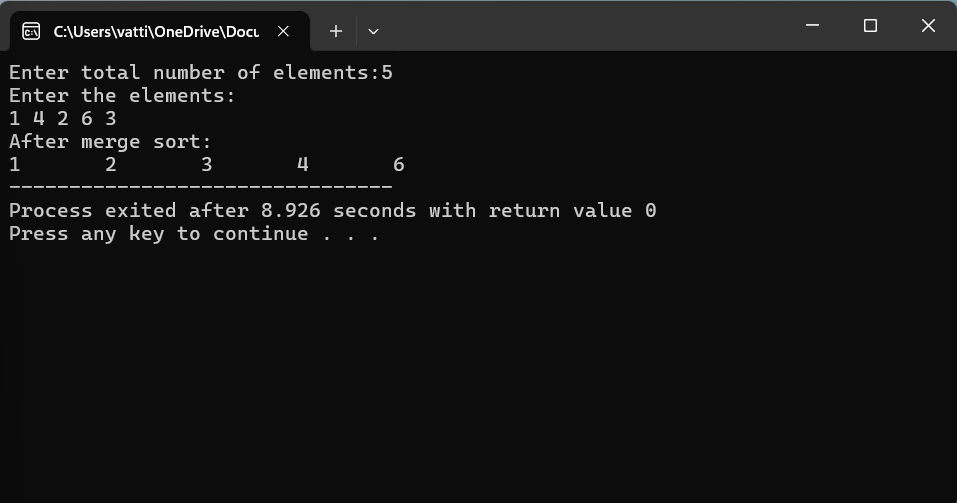 C:\Users\vatti\OneDrive\Docu
Enter total number of elements:5
Enter the elements:
1 4 2 6 3
After merge sort:
1       2       3       4       6
--------------------------------
Process exited after 8.926 seconds with return value 0
Press any key to continue . . .